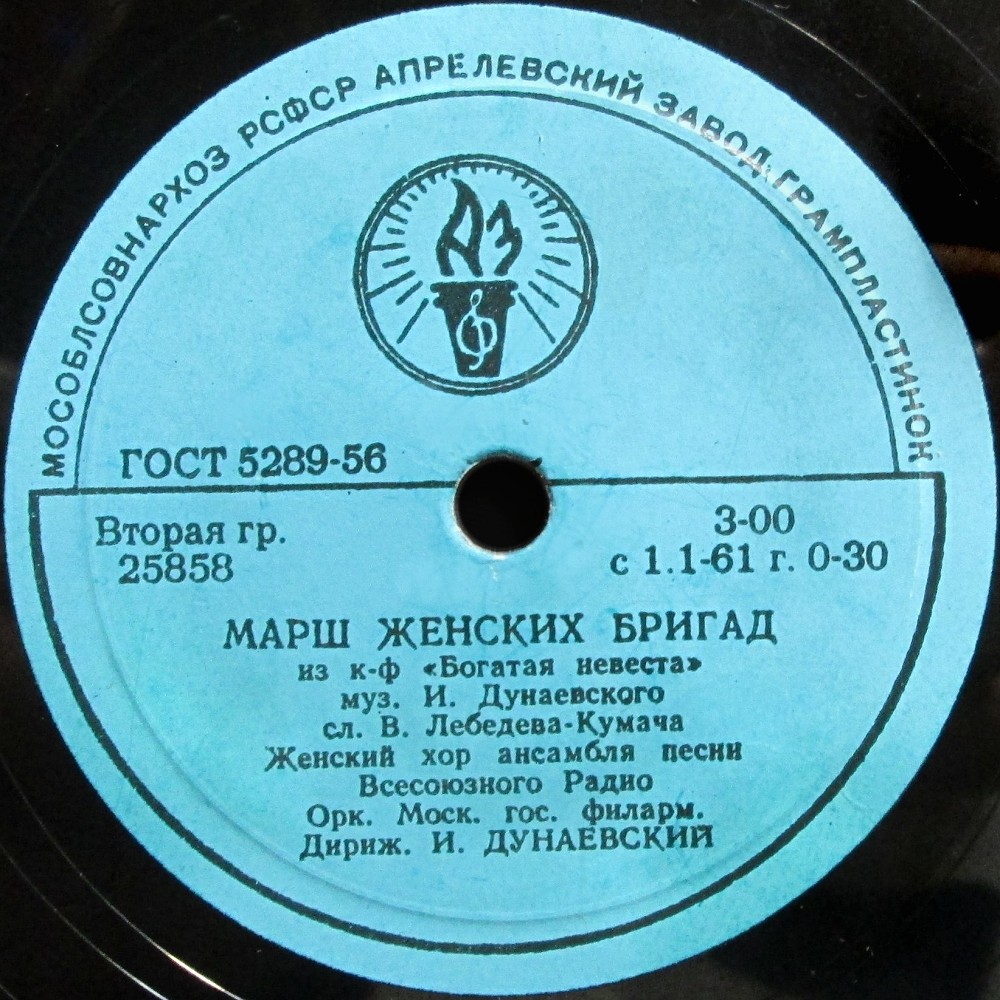 МОСОБЛСОВНАРХОЗ РСФСР АПРЕЛЕВСКИЙ ЗАВОД ГРАМПЛАСТИНОК
АЗ
ГОСТ 5289-56
Вторая гр.
3-00
25858
с 1.1-61 г. 0-30
МАРШ ЖЕНСКИХ БРИГАД
из к-ф «Богатая невеста»
муз. И. Дунаевского
сл. В. Лебедева-Кумача
Женский хор ансамбля песни
Всесоюзного Радио
Орк. Моск. гос. филарм.
Дириж. И. ДУНАЕВСКИЙ